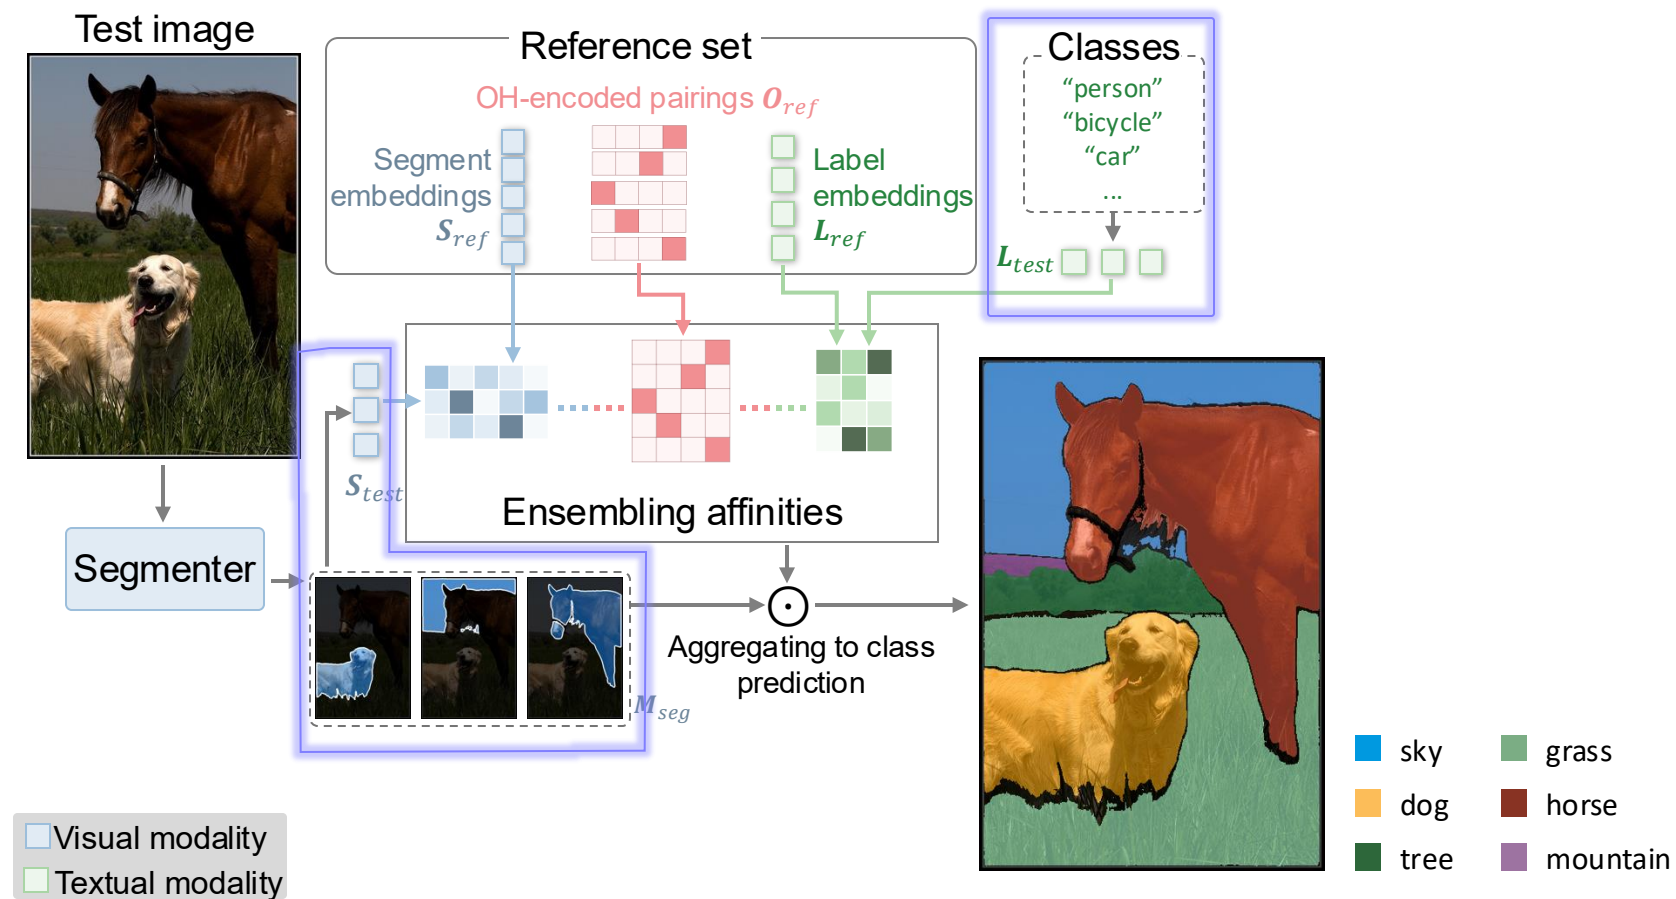 Test image
Reference set
Classes
OH-encoded pairings O_ref
"person"
"bicycle"
"car"
...
Segment
embeddings
S_ref
Label
embeddings
L_ref
L_test
S_test
Ensembling affinities
Segmenter
Aggregating to class
prediction
M_seg
sky
grass
dog
horse
tree
mountain
Visual modality
Textual modality